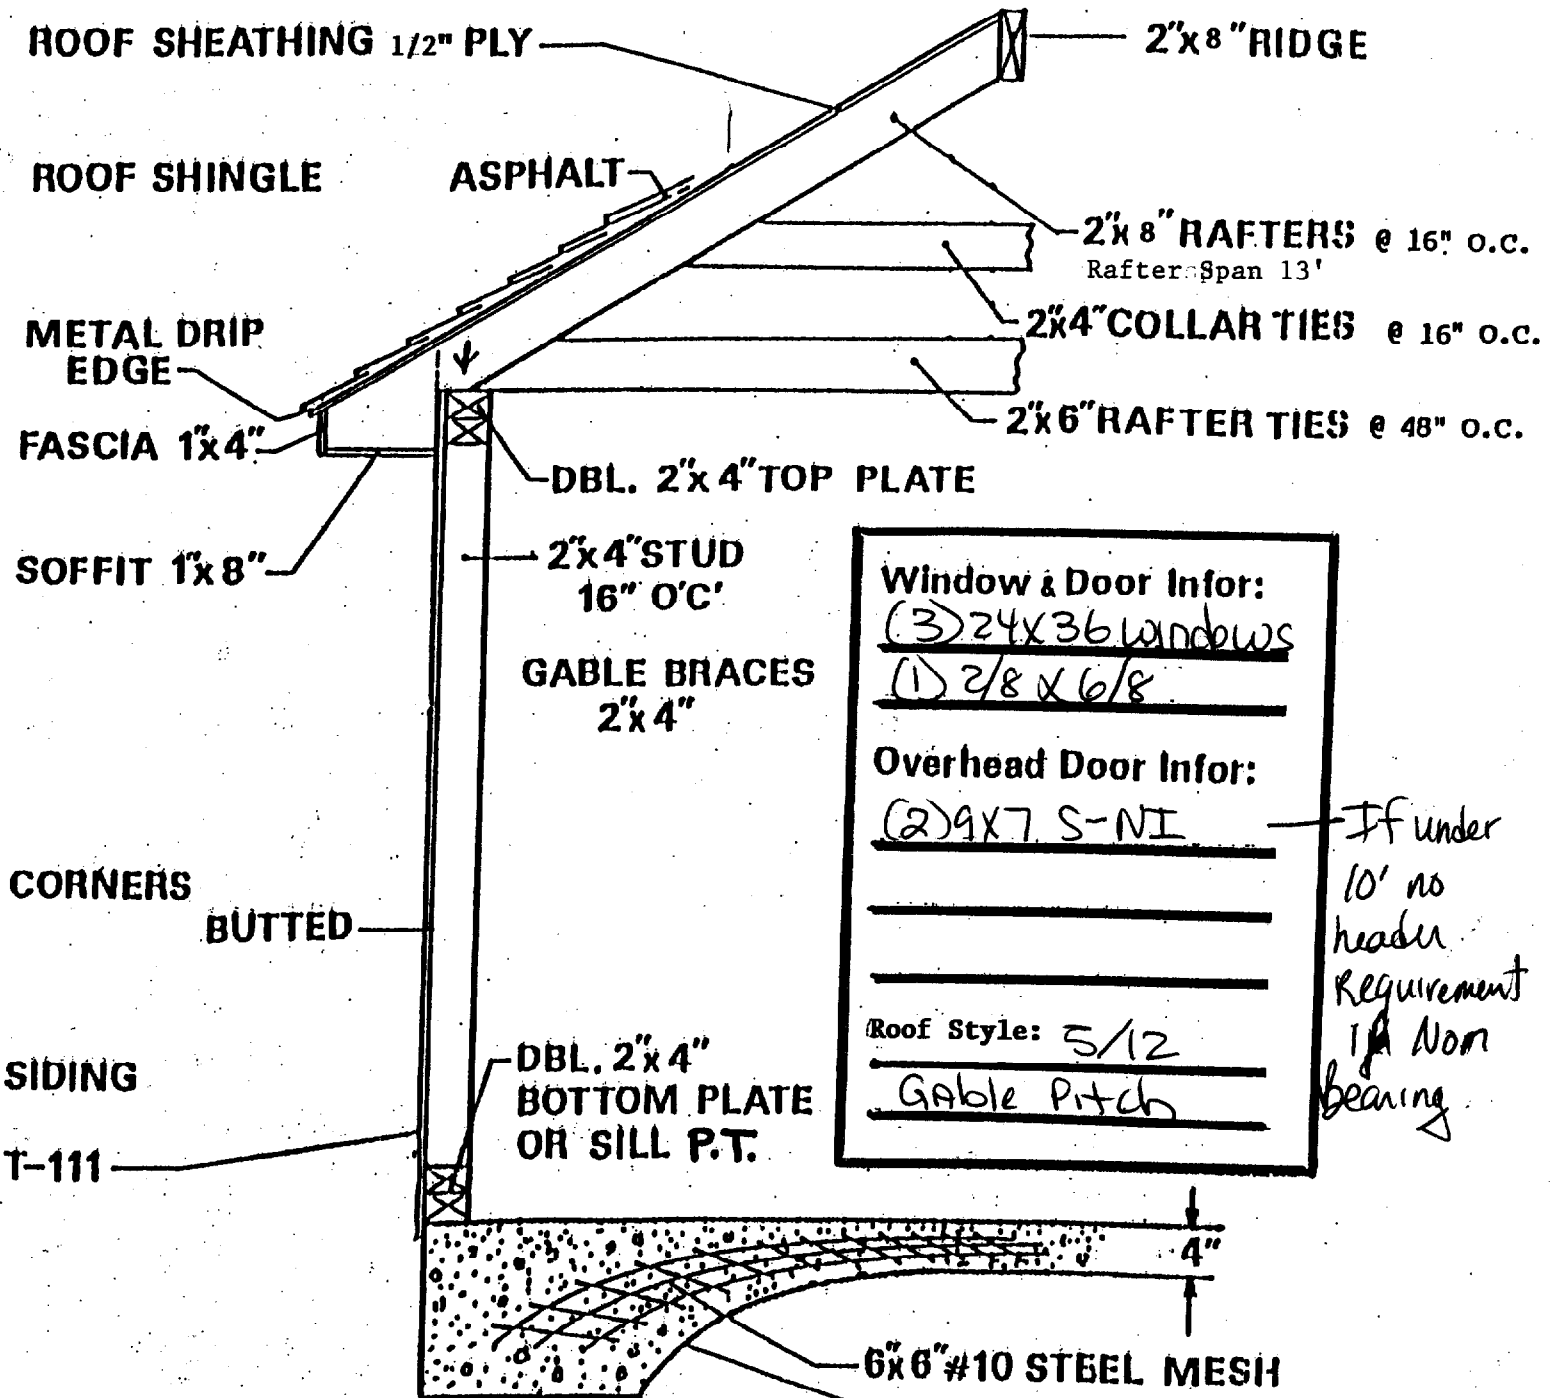 ROOF SHEATHING 1/2" PLY
2"x8" RIDGE
ROOF SHINGLE
ASPHALT
2"x8" RAFTERS @ 16" O.C.
Rafter Span 13'
2"x4" COLLAR TIES @ 16" O.C.
METAL DRIP
EDGE
2"x6" RAFTER TIES @ 48" O.C.
FASCIA 1"x4"
DBL. 2"x4" TOP PLATE
SOFFIT 1"x8"
2"x4" STUD
16" O'C'
GABLE BRACES
2"x4"
Window & Door Infor:
(3) 24x36 windows
(1) 2/8 x 6/8
Overhead Door Infor:
(2) 9x7 S-NI
If under
10' no
header
Requirement
Non
bearing
Roof Style: 5/12
GAble Pitch
CORNERS
BUTTED
SIDING
T-111
DBL. 2"x4"
BOTTOM PLATE
OR SILL P.T.
4"
6"x6" #10 STEEL MESH